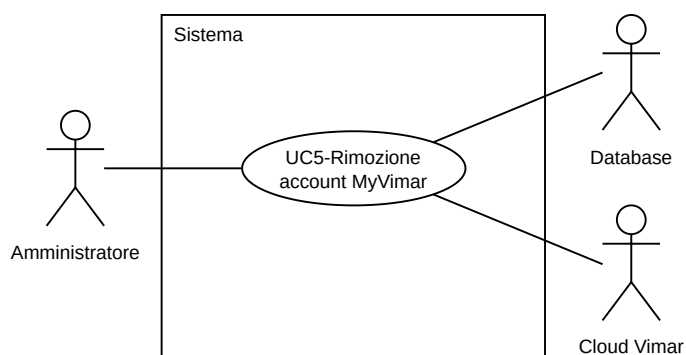 Sistema
UC5-Rimozione
account MyVimar
Database
Amministratore
Cloud Vimar